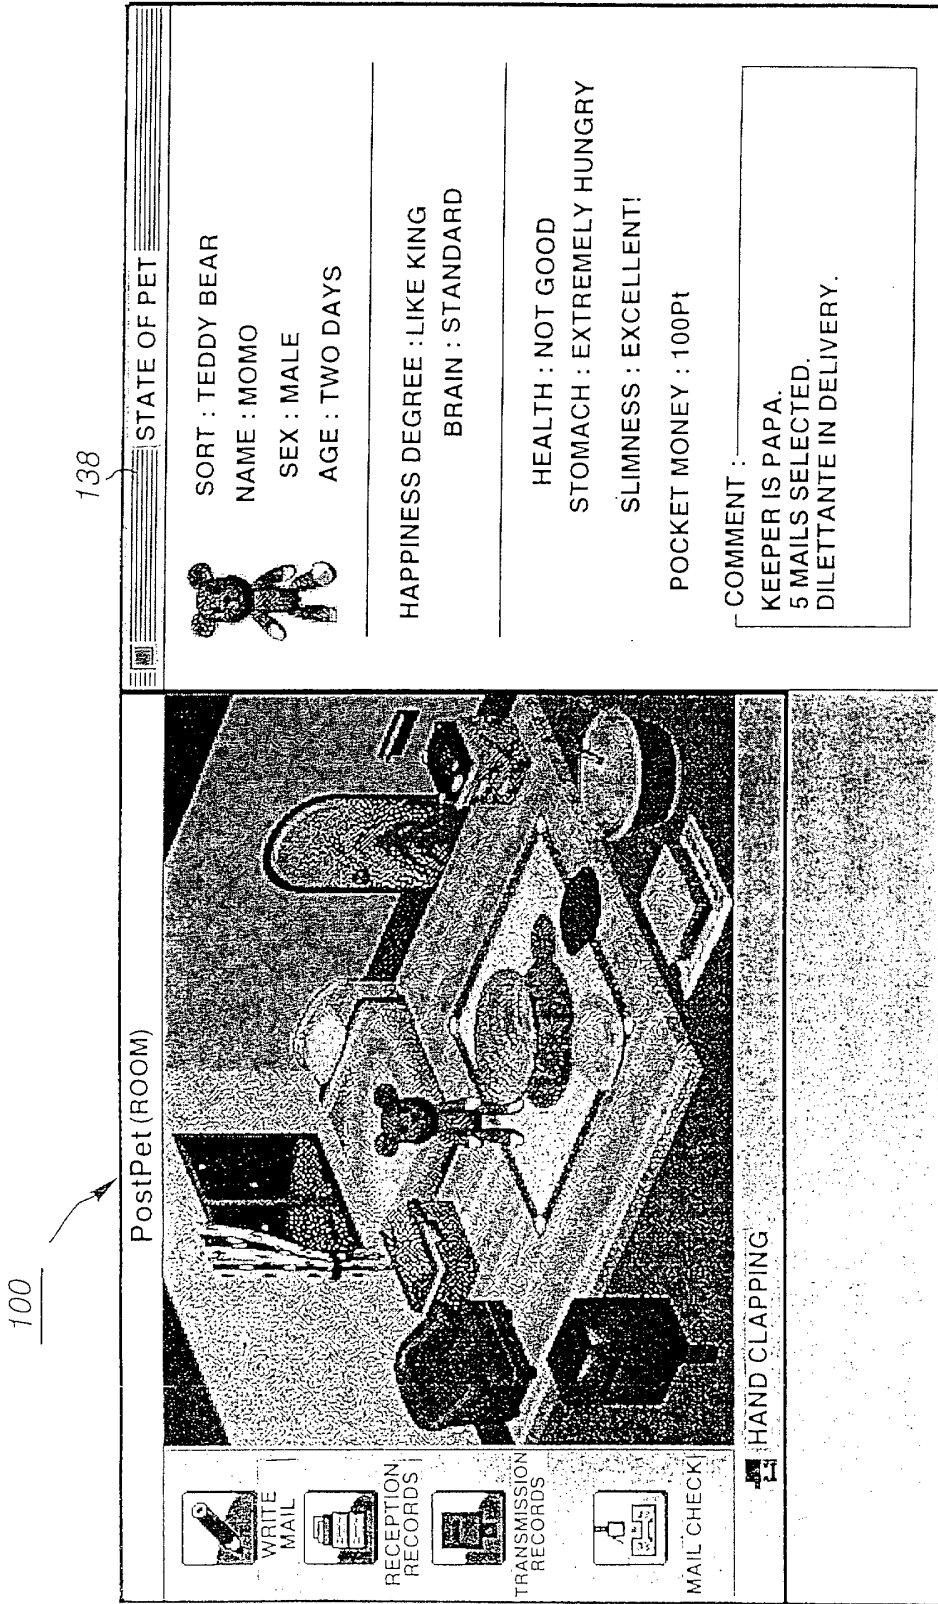 100
PostPet (ROOM)
WRITE
MAIL
RECEPTION
RECORDS
TRANSMISSION
RECORDS
MAIL CHECK
HAND CLAPPING
138
STATE OF PET
SORT : TEDDY BEAR
NAME : MOMO
SEX : MALE
AGE : TWO DAYS
HAPPINESS DEGREE : LIKE KING
BRAIN : STANDARD
HEALTH : NOT GOOD
STOMACH : EXTREMELY HUNGRY
SLIMNESS : EXCELLENT!
POCKET MONEY : 100Pt
COMMENT :
KEEPER IS PAPA.
5 MAILS SELECTED.
DILETTANTE IN DELIVERY.